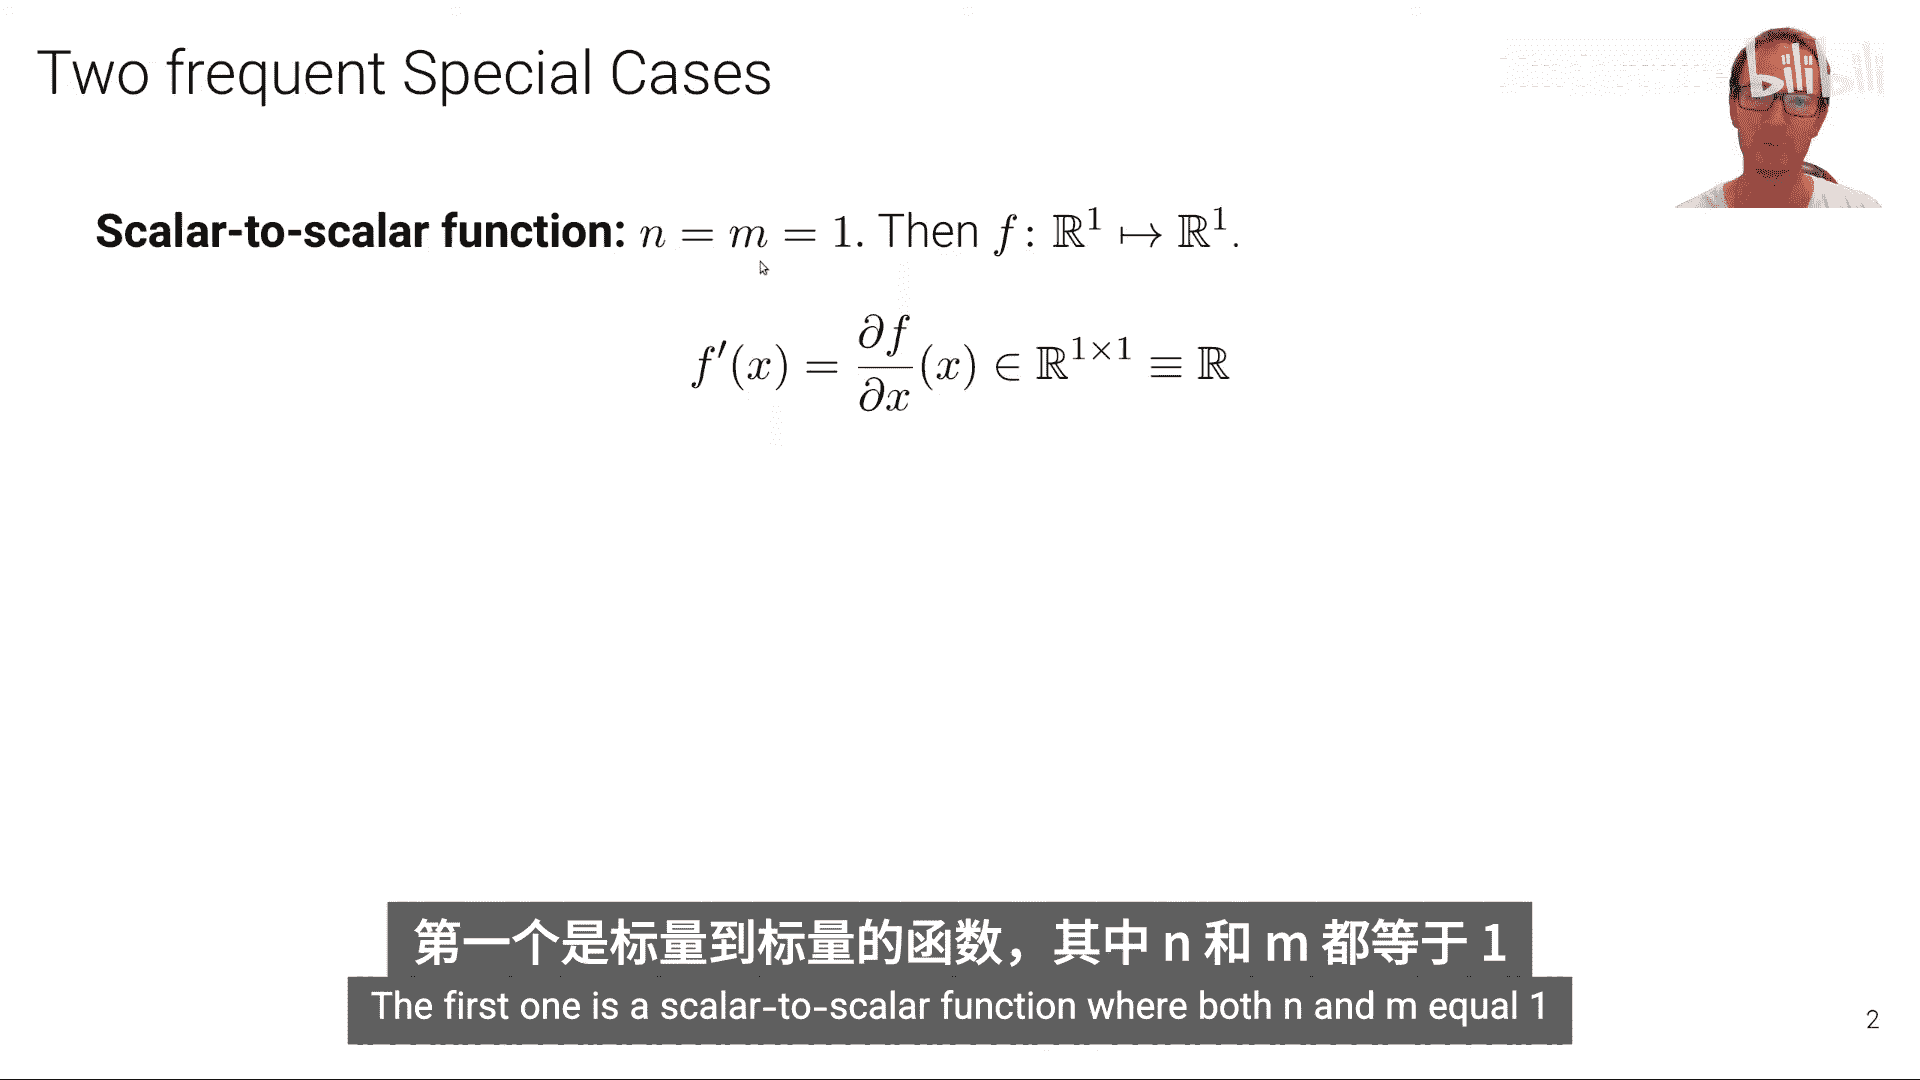 Two frequent Special Cases
bilibili
Scalar-to-scalar function: n = m = 1. Then f: ℝ¹ ↦ ℝ¹.
f′(x) = ∂f/∂x (x) ∈ ℝ^{1×1} ≡ ℝ
第一个是标量到标量的函数，其中 n 和 m 都等于 1
The first one is a scalar-to-scalar function where both n and m equal 1
2